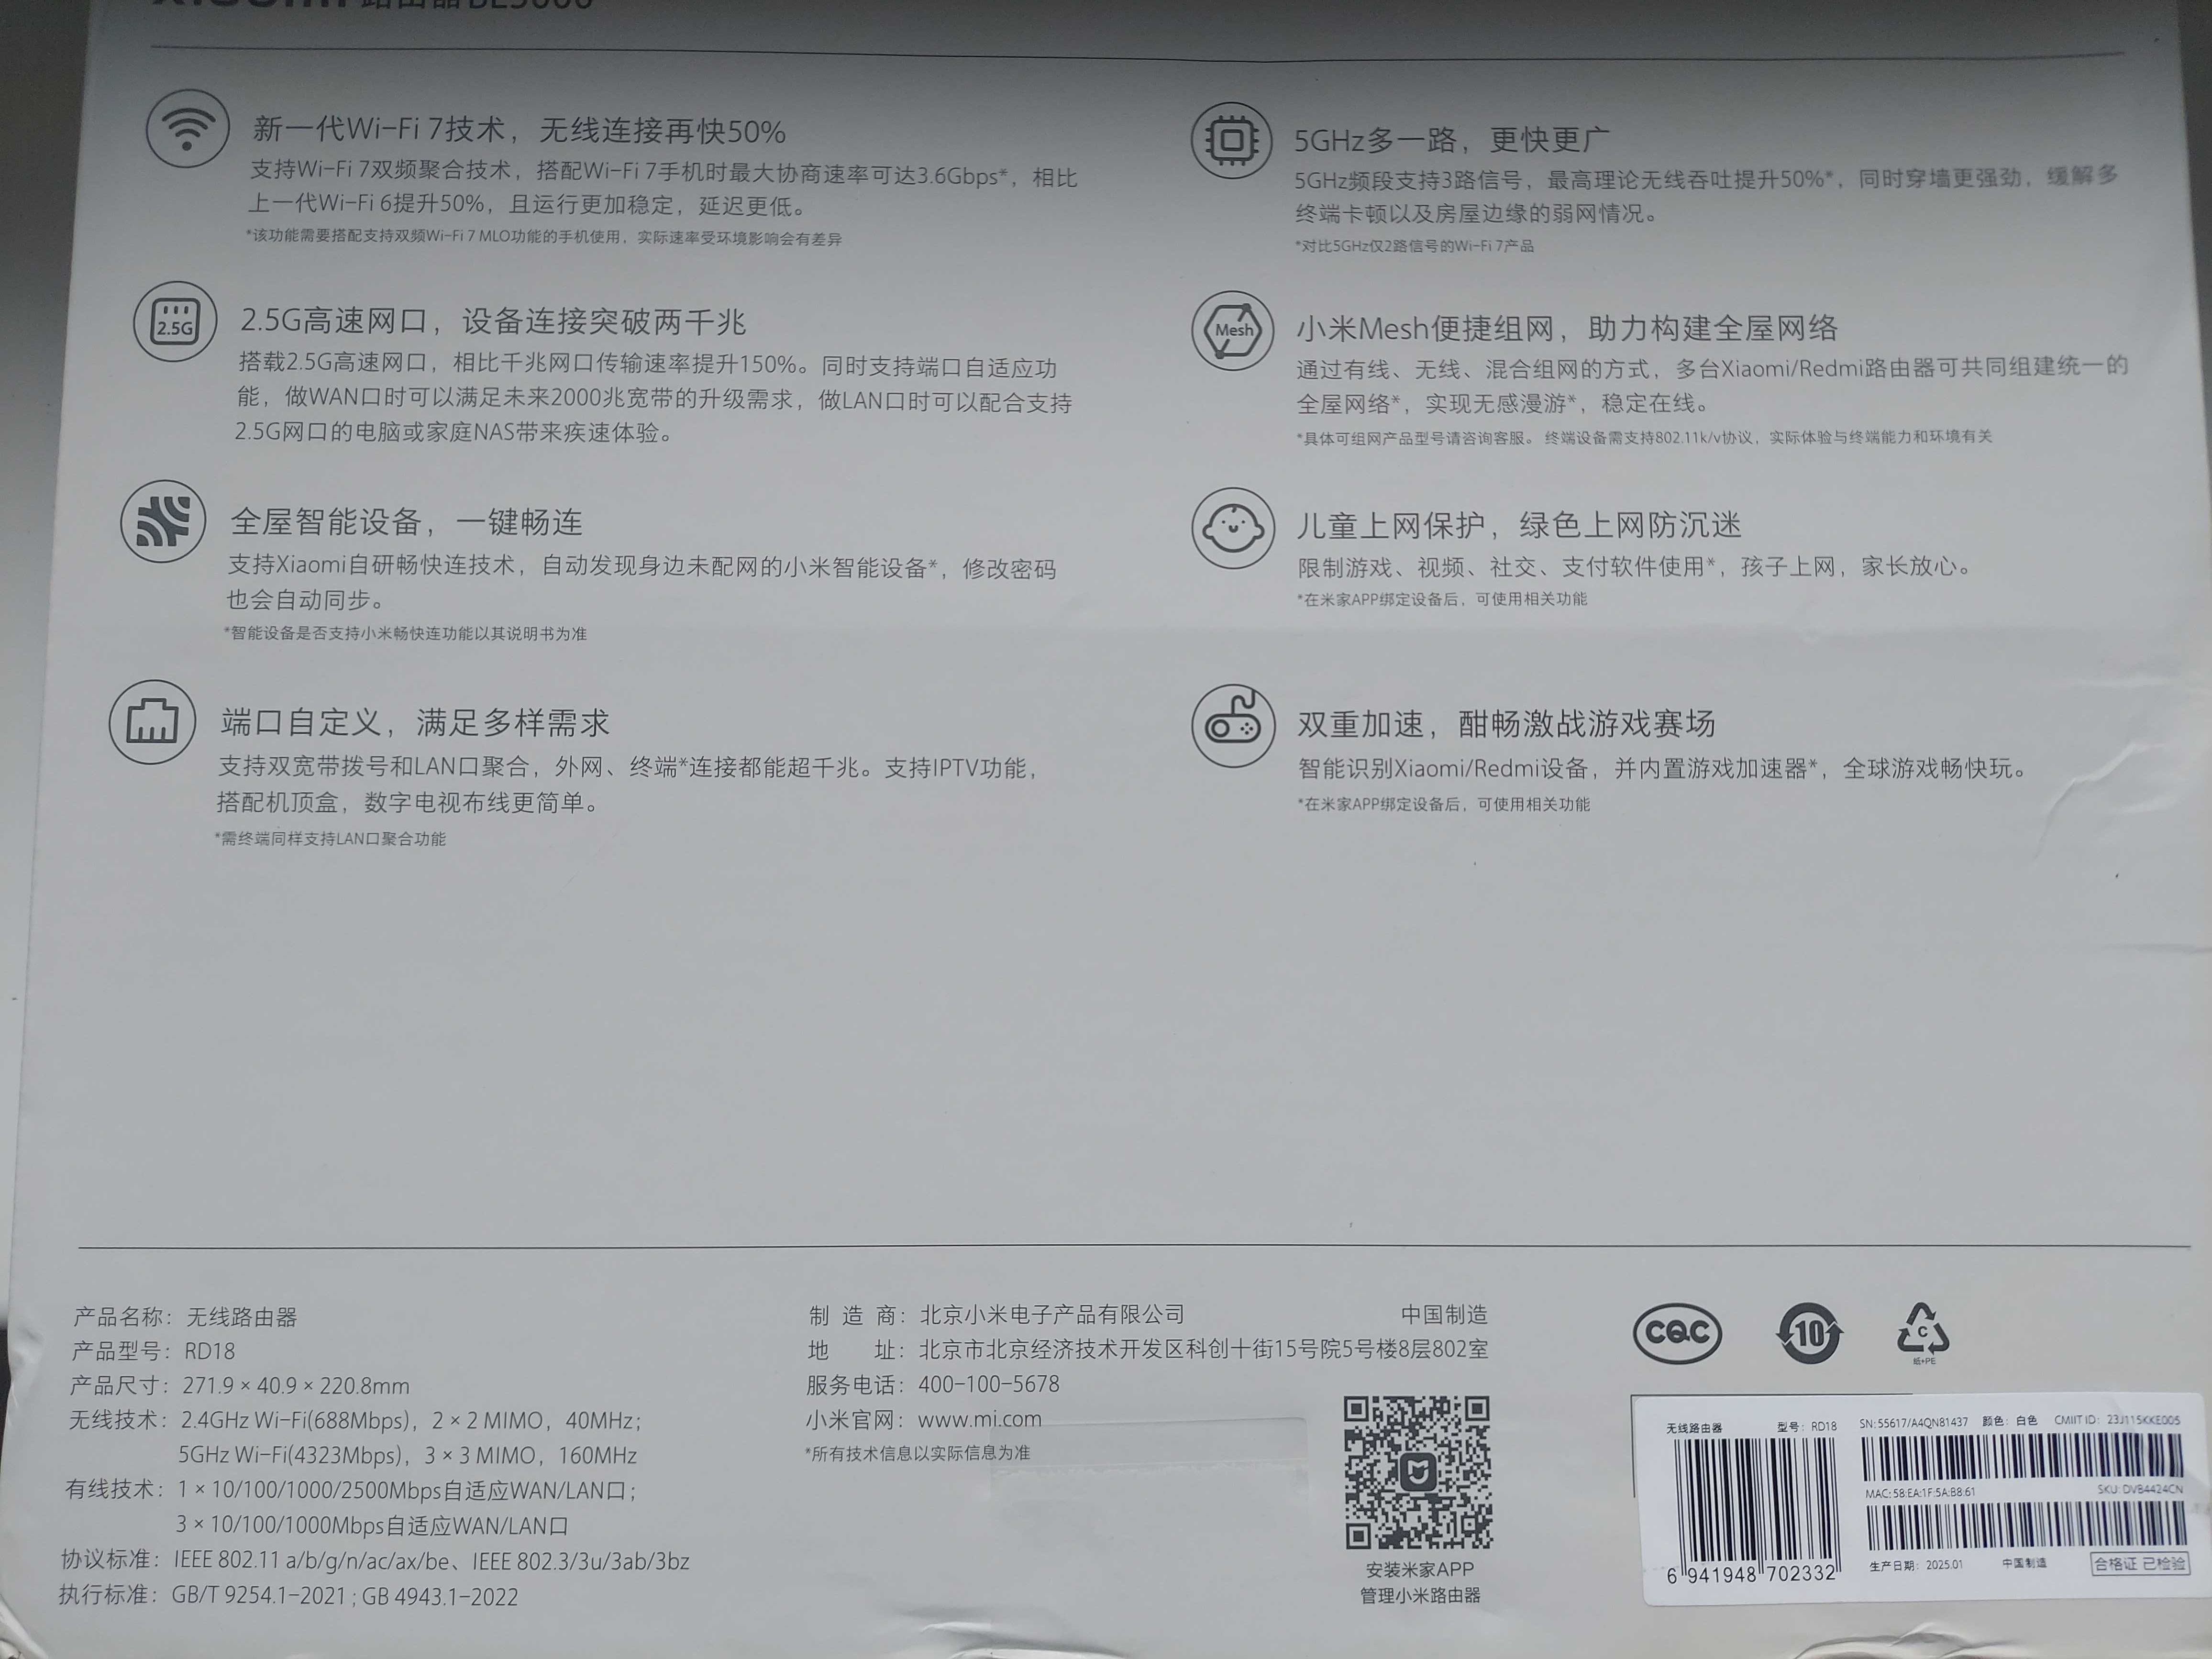 Xiaomi 路由器BE5000
新一代Wi-Fi 7技术，无线连接再快50%
支持Wi-Fi 7双频聚合技术，搭配Wi-Fi 7手机时最大协商速率可达3.6Gbps*，相比
上一代Wi-Fi 6提升50%，且运行更加稳定，延迟更低。
*该功能需要搭配支持双频Wi-Fi 7 MLO功能的手机使用，实际速率受环境影响会有差异
2.5G
2.5G高速网口，设备连接突破两千兆
搭载2.5G高速网口，相比千兆网口传输速率提升150%。同时支持端口自适应功
能，做WAN口时可以满足未来2000兆宽带的升级需求，做LAN口时可以配合支持
2.5G网口的电脑或家庭NAS带来疾速体验。
全屋智能设备，一键畅连
支持Xiaomi自研畅快连技术，自动发现身边未配网的小米智能设备*，修改密码
也会自动同步。
*智能设备是否支持小米畅快连功能以其说明书为准
端口自定义，满足多样需求
支持双宽带拨号和LAN口聚合，外网、终端*连接都能超千兆。支持IPTV功能，
搭配机顶盒，数字电视布线更简单。
*需终端同样支持LAN口聚合功能
5GHz多一路，更快更广
5GHz频段支持3路信号，最高理论无线吞吐提升50%*，同时穿墙更强劲，缓解多
终端卡顿以及房屋边缘的弱网情况。
*对比5GHz仅2路信号的Wi-Fi 7产品
Mesh
小米Mesh便捷组网，助力构建全屋网络
通过有线、无线、混合组网的方式，多台Xiaomi/Redmi路由器可共同组建统一的
全屋网络*，实现无感漫游*，稳定在线。
*具体可组网产品型号请咨询客服。 终端设备需支持802.11k/v协议，实际体验与终端能力和环境有关
儿童上网保护，绿色上网防沉迷
限制游戏、视频、社交、支付软件使用*，孩子上网，家长放心。
*在米家APP绑定设备后，可使用相关功能
双重加速，酣畅激战游戏赛场
智能识别Xiaomi/Redmi设备，并内置游戏加速器*，全球游戏畅快玩。
*在米家APP绑定设备后，可使用相关功能
产品名称：无线路由器
产品型号：RD18
产品尺寸：271.9 × 40.9 × 220.8mm
无线技术：2.4GHz Wi-Fi(688Mbps)，2 × 2 MIMO，40MHz；
5GHz Wi-Fi(4323Mbps)，3 × 3 MIMO，160MHz
有线技术：1 × 10/100/1000/2500Mbps自适应WAN/LAN口；
3 × 10/100/1000Mbps自适应WAN/LAN口
协议标准：IEEE 802.11 a/b/g/n/ac/ax/be、IEEE 802.3/3u/3ab/3bz
执行标准：GB/T 9254.1-2021 ; GB 4943.1-2022
制 造 商：北京小米电子产品有限公司 中国制造
地 址：北京市北京经济技术开发区科创十街15号院5号楼8层802室
服务电话：400-100-5678
小米官网：www.mi.com
*所有技术信息以实际信息为准
安装米家APP
管理小米路由器
CQC
10
C
纸+PE
无线路由器 型号：RD18
6 941948 702332
SN: 55617/A4QN81437 颜色：白色 CMIIT ID：23J115KKE005
MAC: 58:EA:1F:5A:B8:61 SKU: DVB4424CN
生产日期：2025.01 中国制造 合格证 已检验